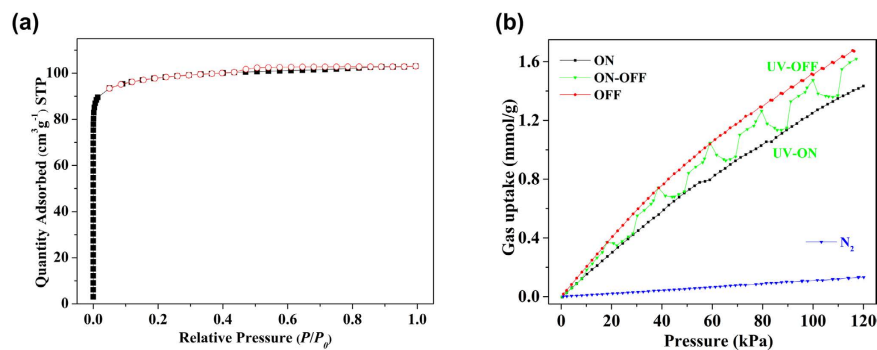 (a)
120
100
80
60
40
20
0
Quantity Adsorbed (cm³g⁻¹) STP
0.0 0.2 0.4 0.6 0.8 1.0
Relative Pressure (P/P₀)
(b)
ON
ON-OFF
OFF
UV-OFF
UV-ON
N₂
1.6
1.2
0.8
0.4
0.0
Gas uptake (mmol/g)
0 20 40 60 80 100 120
Pressure (kPa)